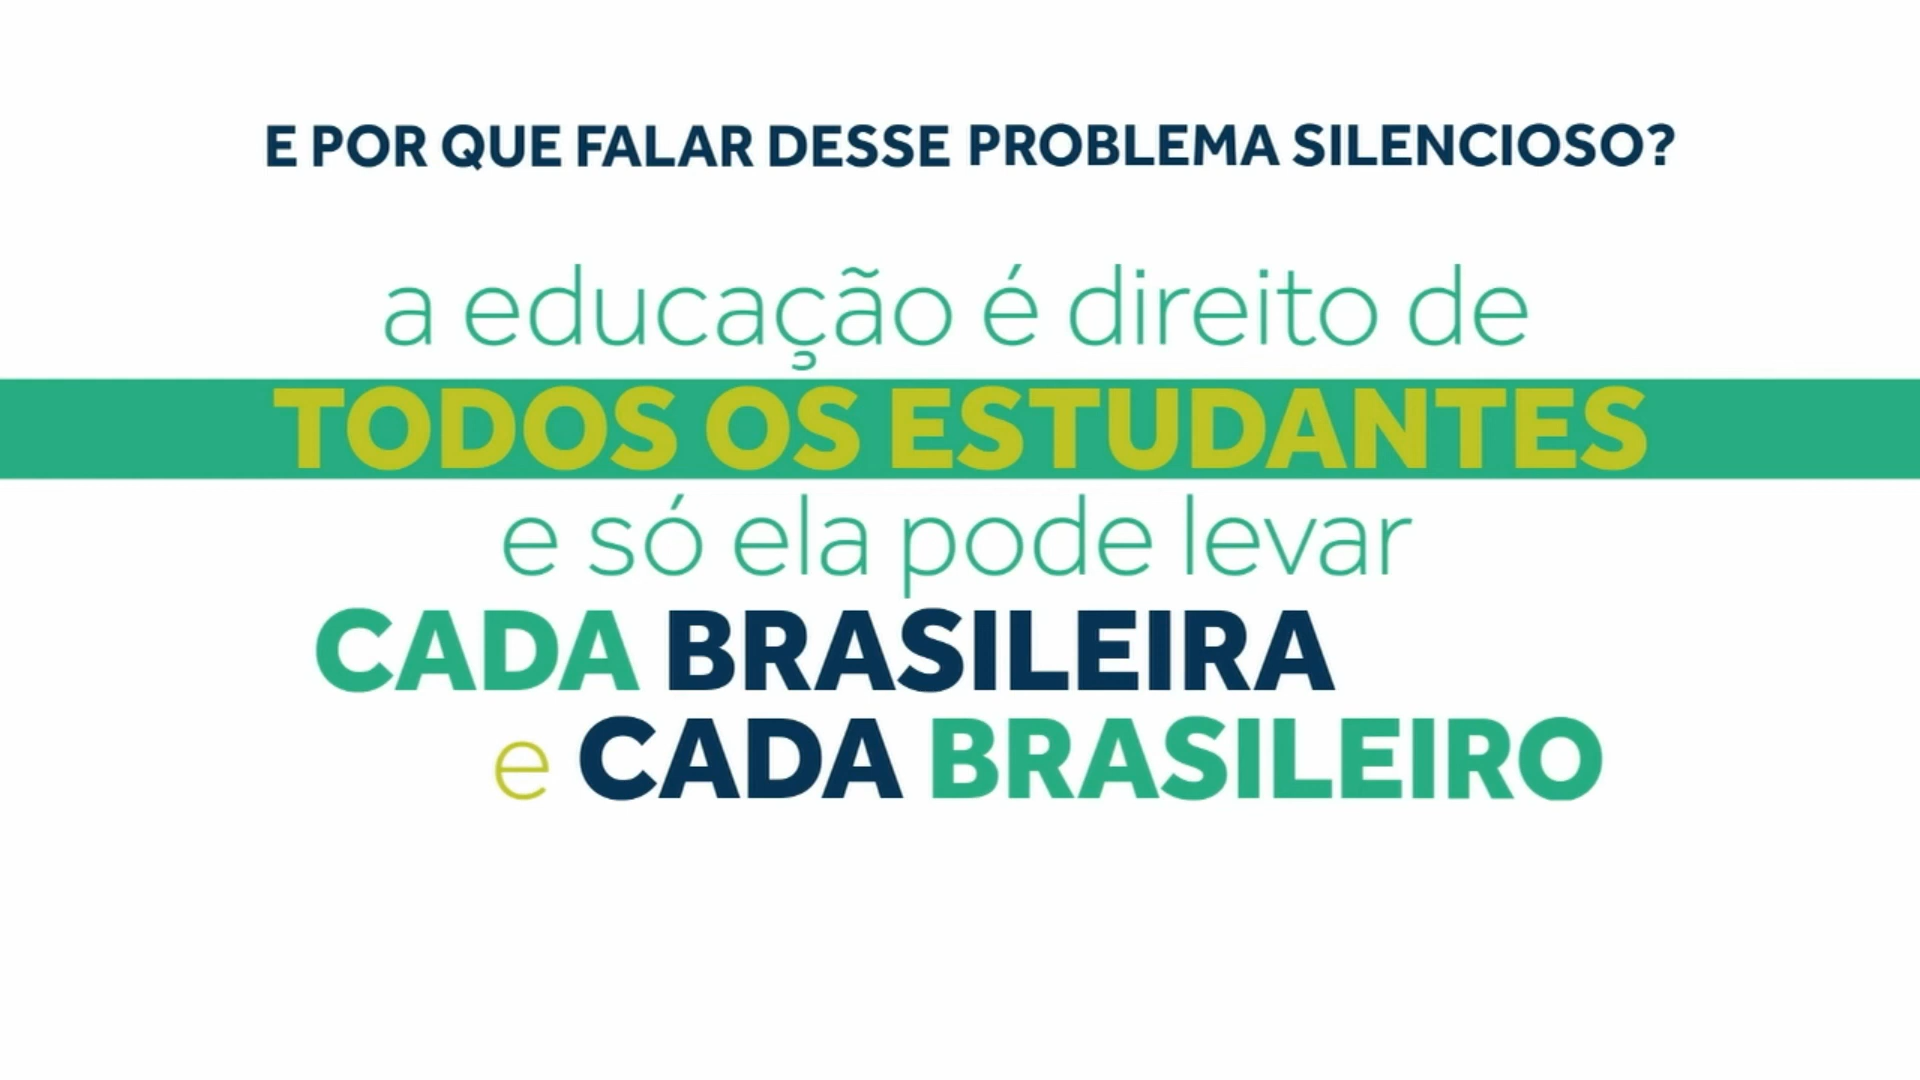 E POR QUE FALAR DESSE PROBLEMA SILENCIOSO?
a educação é direito de
TODOS OS ESTUDANTES
e só ela pode levar
CADA BRASILEIRA
e CADA BRASILEIRO